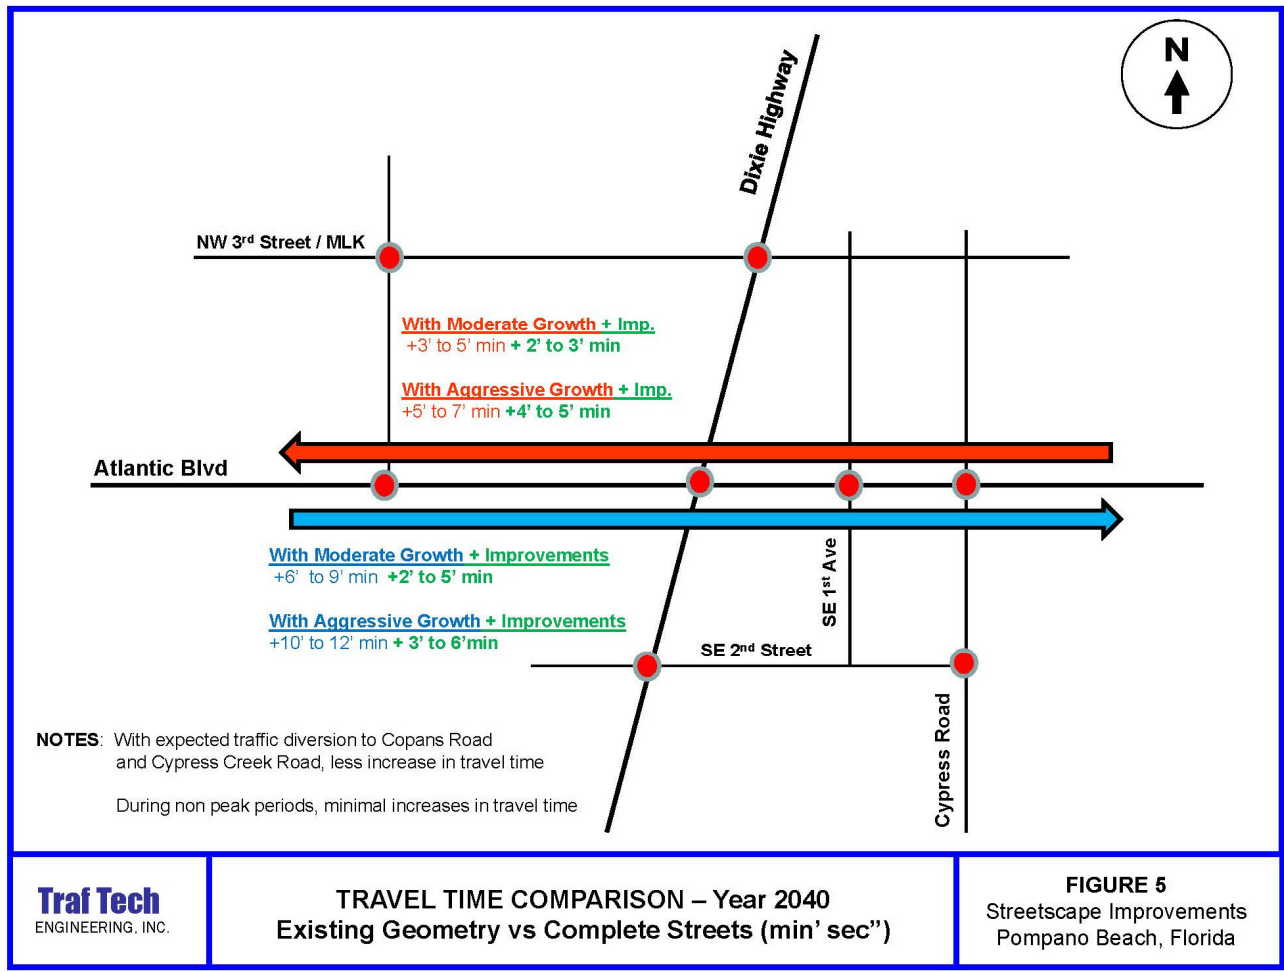 N
Dixie Highway
NW 3rd Street / MLK
With Moderate Growth + Imp.
+3’ to 5’ min + 2’ to 3’ min
With Aggressive Growth + Imp.
+5’ to 7’ min +4’ to 5’ min
Atlantic Blvd
With Moderate Growth + Improvements
+6’ to 9’ min +2’ to 5’ min
With Aggressive Growth + Improvements
+10’ to 12’ min + 3’ to 6’min
SE 1st Ave
SE 2nd Street
Cypress Road
NOTES: With expected traffic diversion to Copans Road
and Cypress Creek Road, less increase in travel time
During non peak periods, minimal increases in travel time
Traf Tech
ENGINEERING, INC.
TRAVEL TIME COMPARISON – Year 2040
Existing Geometry vs Complete Streets (min’ sec”)
FIGURE 5
Streetscape Improvements
Pompano Beach, Florida